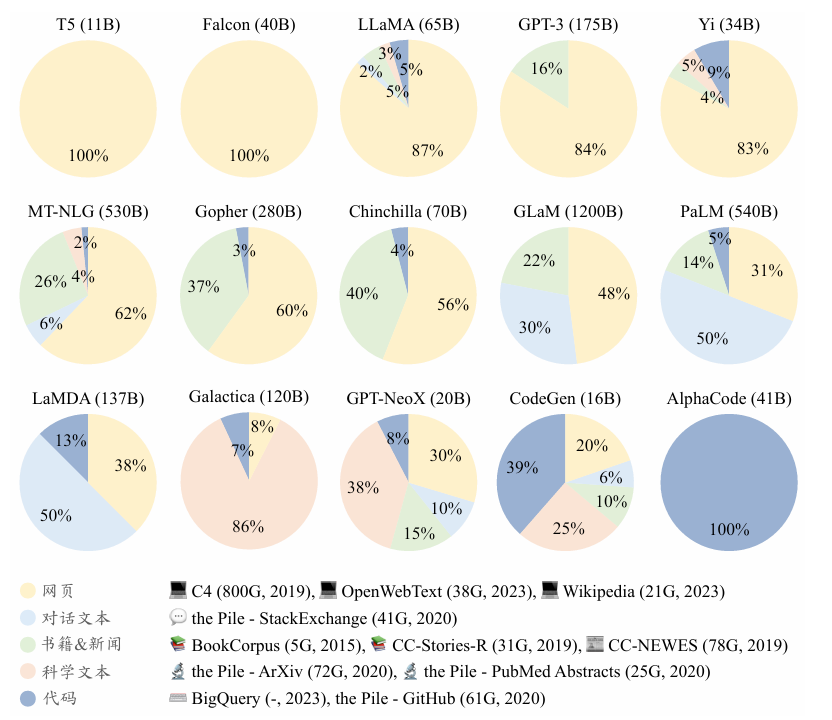 T5 (11B) Falcon (40B) LLaMA (65B) GPT-3 (175B) Yi (34B)
100% 100% 3% 2% 5% 5% 87% 16% 84% 5% 9% 4% 83%
MT-NLG (530B) Gopher (280B) Chinchilla (70B) GLaM (1200B) PaLM (540B)
2% 26% 4% 6% 62% 3% 37% 60% 4% 40% 56% 22% 48% 30% 5% 14% 31% 50%
LaMDA (137B) Galactica (120B) GPT-NeoX (20B) CodeGen (16B) AlphaCode (41B)
13% 38% 50% 8% 7% 86% 8% 30% 38% 10% 15% 20% 39% 6% 10% 25% 100%
网页 C4 (800G, 2019), OpenWebText (38G, 2023), Wikipedia (21G, 2023)
对话文本 the Pile - StackExchange (41G, 2020)
书籍&新闻 BookCorpus (5G, 2015), CC-Stories-R (31G, 2019), CC-NEWES (78G, 2019)
科学文本 the Pile - ArXiv (72G, 2020), the Pile - PubMed Abstracts (25G, 2020)
代码 BigQuery (-, 2023), the Pile - GitHub (61G, 2020)